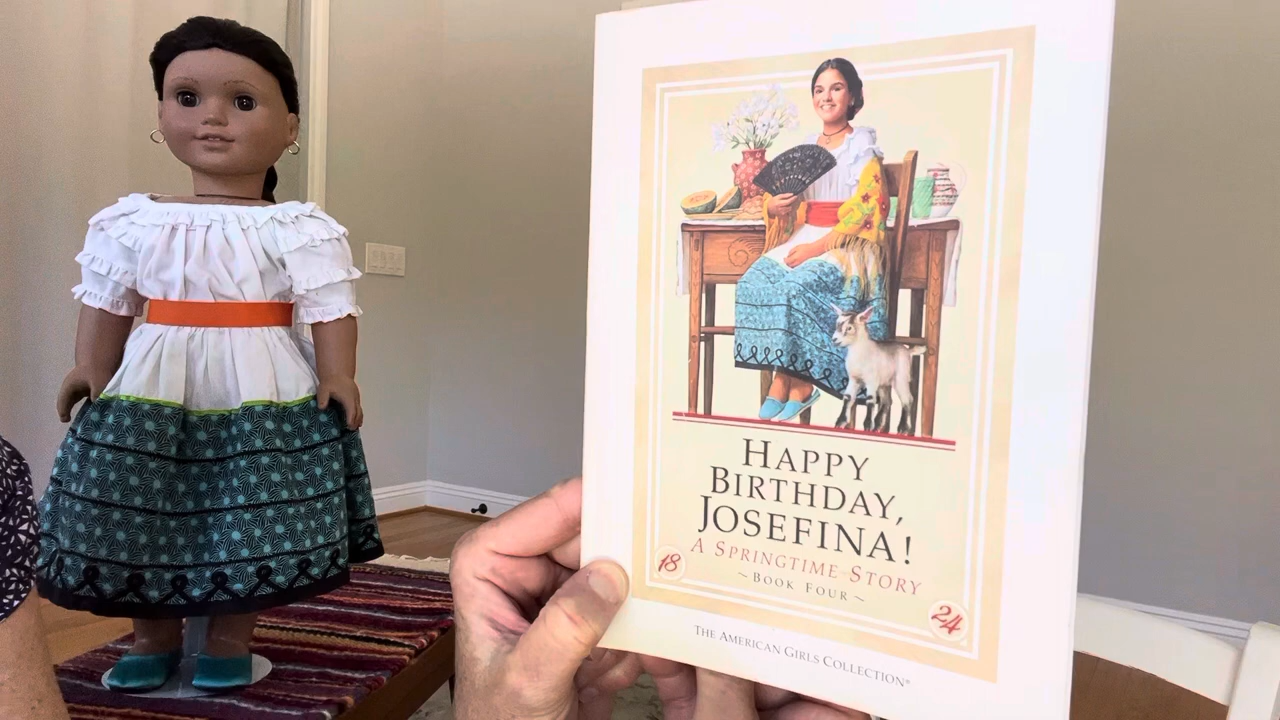 HAPPY
BIRTHDAY,
JOSEFINA!
A SPRINGTIME STORY
~ BOOK FOUR ~
18
24
THE AMERICAN GIRLS COLLECTION®